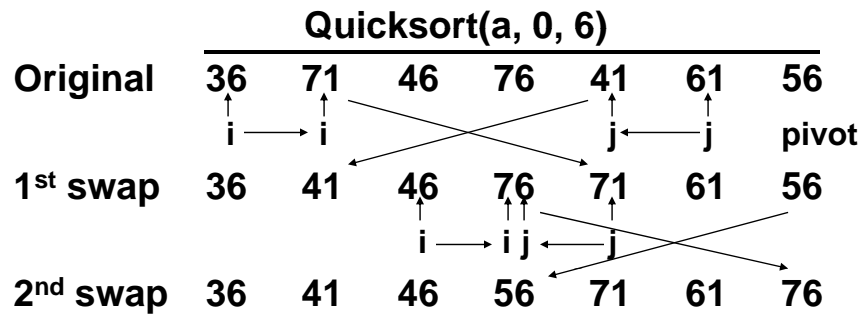 Quicksort(a, 0, 6)
Original 36 71 46 76 41 61 56
i i j j pivot
1st swap 36 41 46 76 71 61 56
i i j j
2nd swap 36 41 46 56 71 61 76